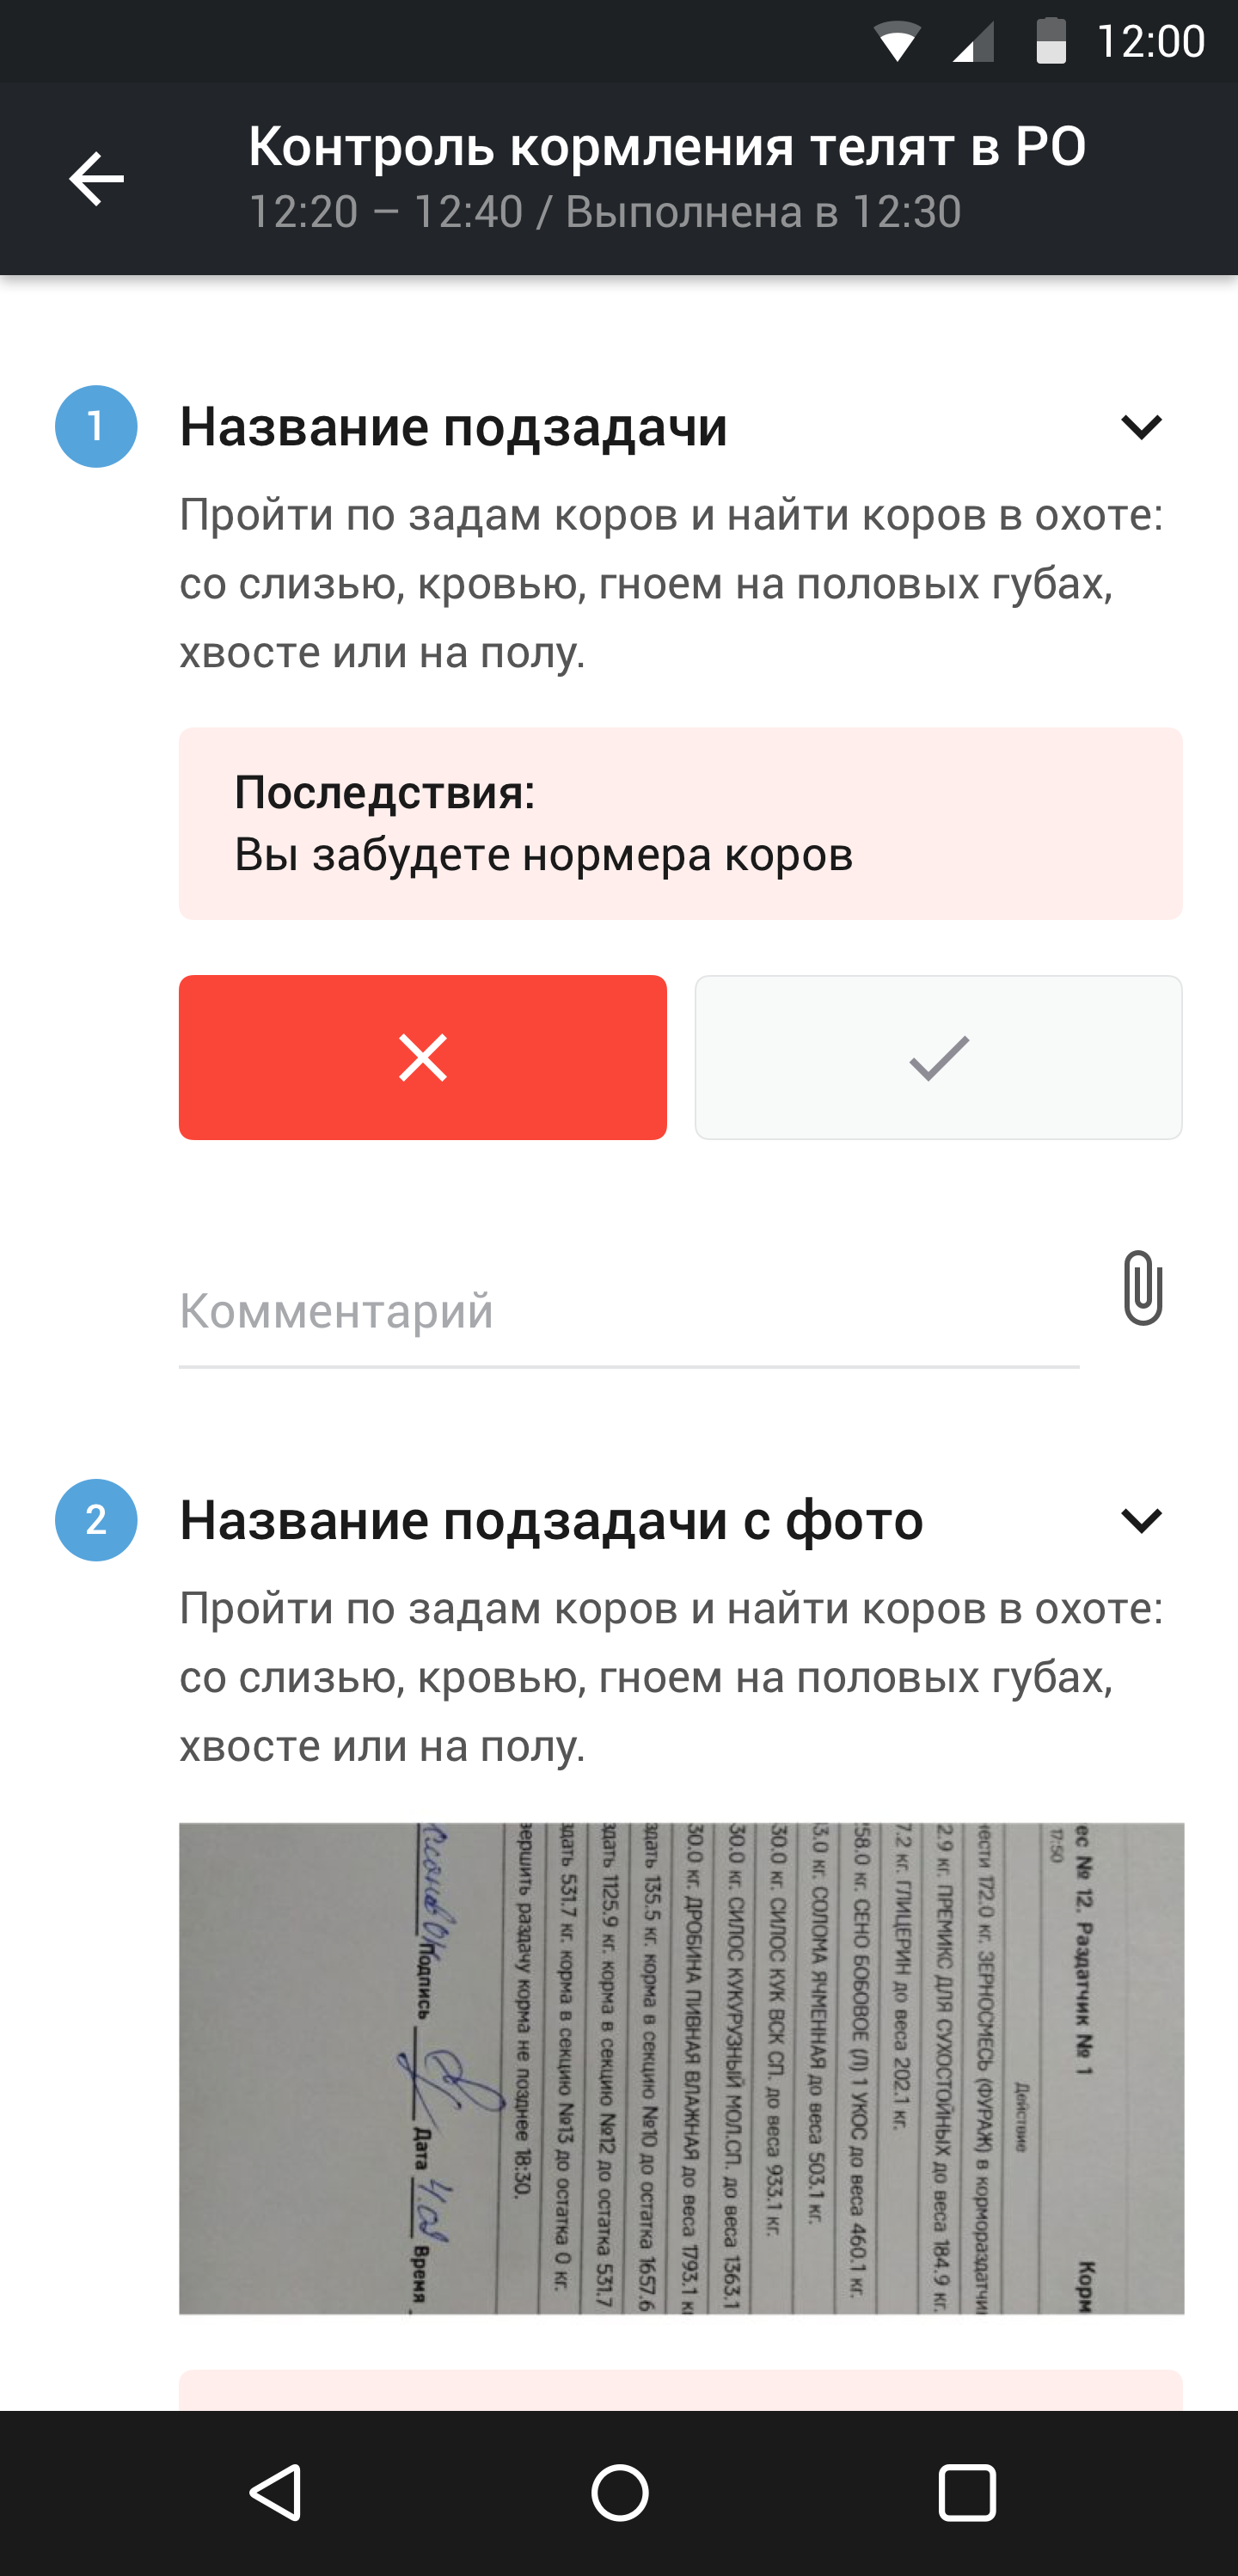 12:00
Контроль кормления телят в РО
12:20 – 12:40 / Выполнена в 12:30
1
Название подзадачи
Пройти по задам коров и найти коров в охоте:
со слизью, кровью, гноем на половых губах,
хвосте или на полу.
Последствия:
Вы забудете нормера коров
Комментарий
2
Название подзадачи с фото
Пройти по задам коров и найти коров в охоте:
со слизью, кровью, гноем на половых губах,
хвосте или на полу.
ес № 12. Раздатчик № 1 Корм
17:50
Действие
ести 172.0 кг. ЗЕРНОСМЕСЬ (ФУРАЖ) в кормораздатчи
2.9 кг. ПРЕМИКС ДЛЯ СУХОСТОЙНЫХ до веса 184.9 кг.
7.2 кг. ГЛИЦЕРИН до веса 202.1 кг.
58.0 кг. СЕНО БОБОВОЕ (Л) 1 УКОС до веса 460.1 кг.
3.0 кг. СОЛОМА ЯЧМЕННАЯ до веса 503.1 кг.
30.0 кг. СИЛОС КУК ВСК СП. до веса 933.1 кг.
30.0 кг. СИЛОС КУКУРУЗНЫЙ МОЛ.СП. до веса 1363.1
30.0 кг. ДРОБИНА ПИВНАЯ ВЛАЖНАЯ до веса 1793.1 к
здать 135.5 кг. корма в секцию №10 до остатка 1657.6
здать 1125.9 кг. корма в секцию №12 до остатка 531.7
здать 531.7 кг. корма в секцию №13 до остатка 0 кг.
вершить раздачу корма не позднее 18:30.
Подпись Дата Время